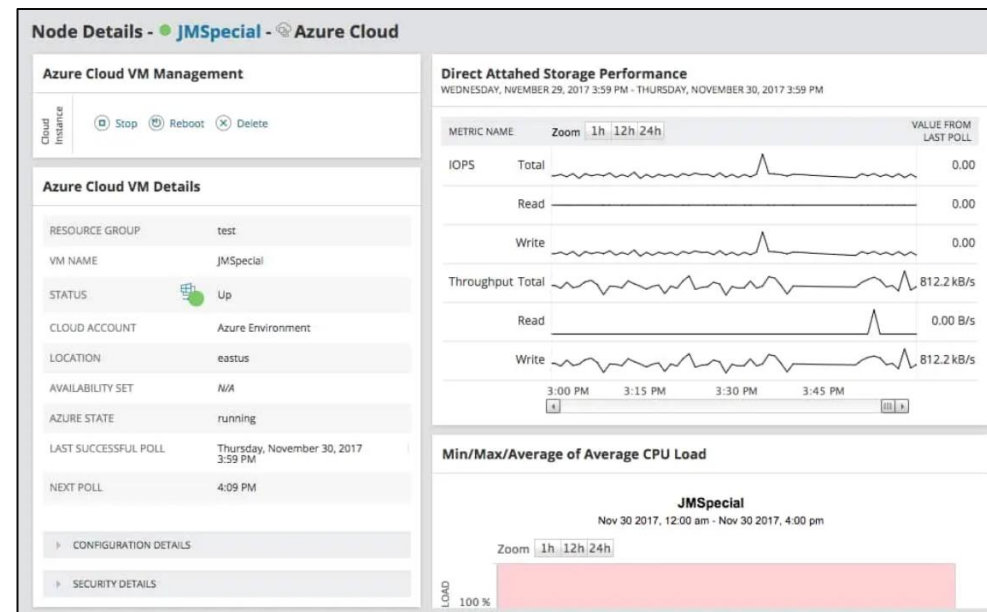 Node Details - JMSpecial - Azure Cloud
Azure Cloud VM Management
Cloud
Instance
Stop Reboot Delete
Azure Cloud VM Details
RESOURCE GROUP test
VM NAME JMSpecial
STATUS Up
CLOUD ACCOUNT Azure Environment
LOCATION eastus
AVAILABILITY SET N/A
AZURE STATE running
LAST SUCCESSFUL POLL Thursday, November 30, 2017
3:59 PM
NEXT POLL 4:09 PM
CONFIGURATION DETAILS
SECURITY DETAILS
Direct Attahed Storage Performance
WEDNESDAY, NVEMBER 29, 2017 3:59 PM - THURSDAY, NOVEMBER 30, 2017 3:59 PM
METRIC NAME Zoom 1h 12h 24h VALUE FROM
LAST POLL
IOPS Total 0.00
Read 0.00
Write 0.00
Throughput Total 812.2 kB/s
Read 0.00 B/s
Write 812.2 kB/s
3:00 PM 3:15 PM 3:30 PM 3:45 PM
Min/Max/Average of Average CPU Load
JMSpecial
Nov 30 2017, 12:00 am - Nov 30 2017, 4:00 pm
Zoom 1h 12h 24h
LOAD
100 %